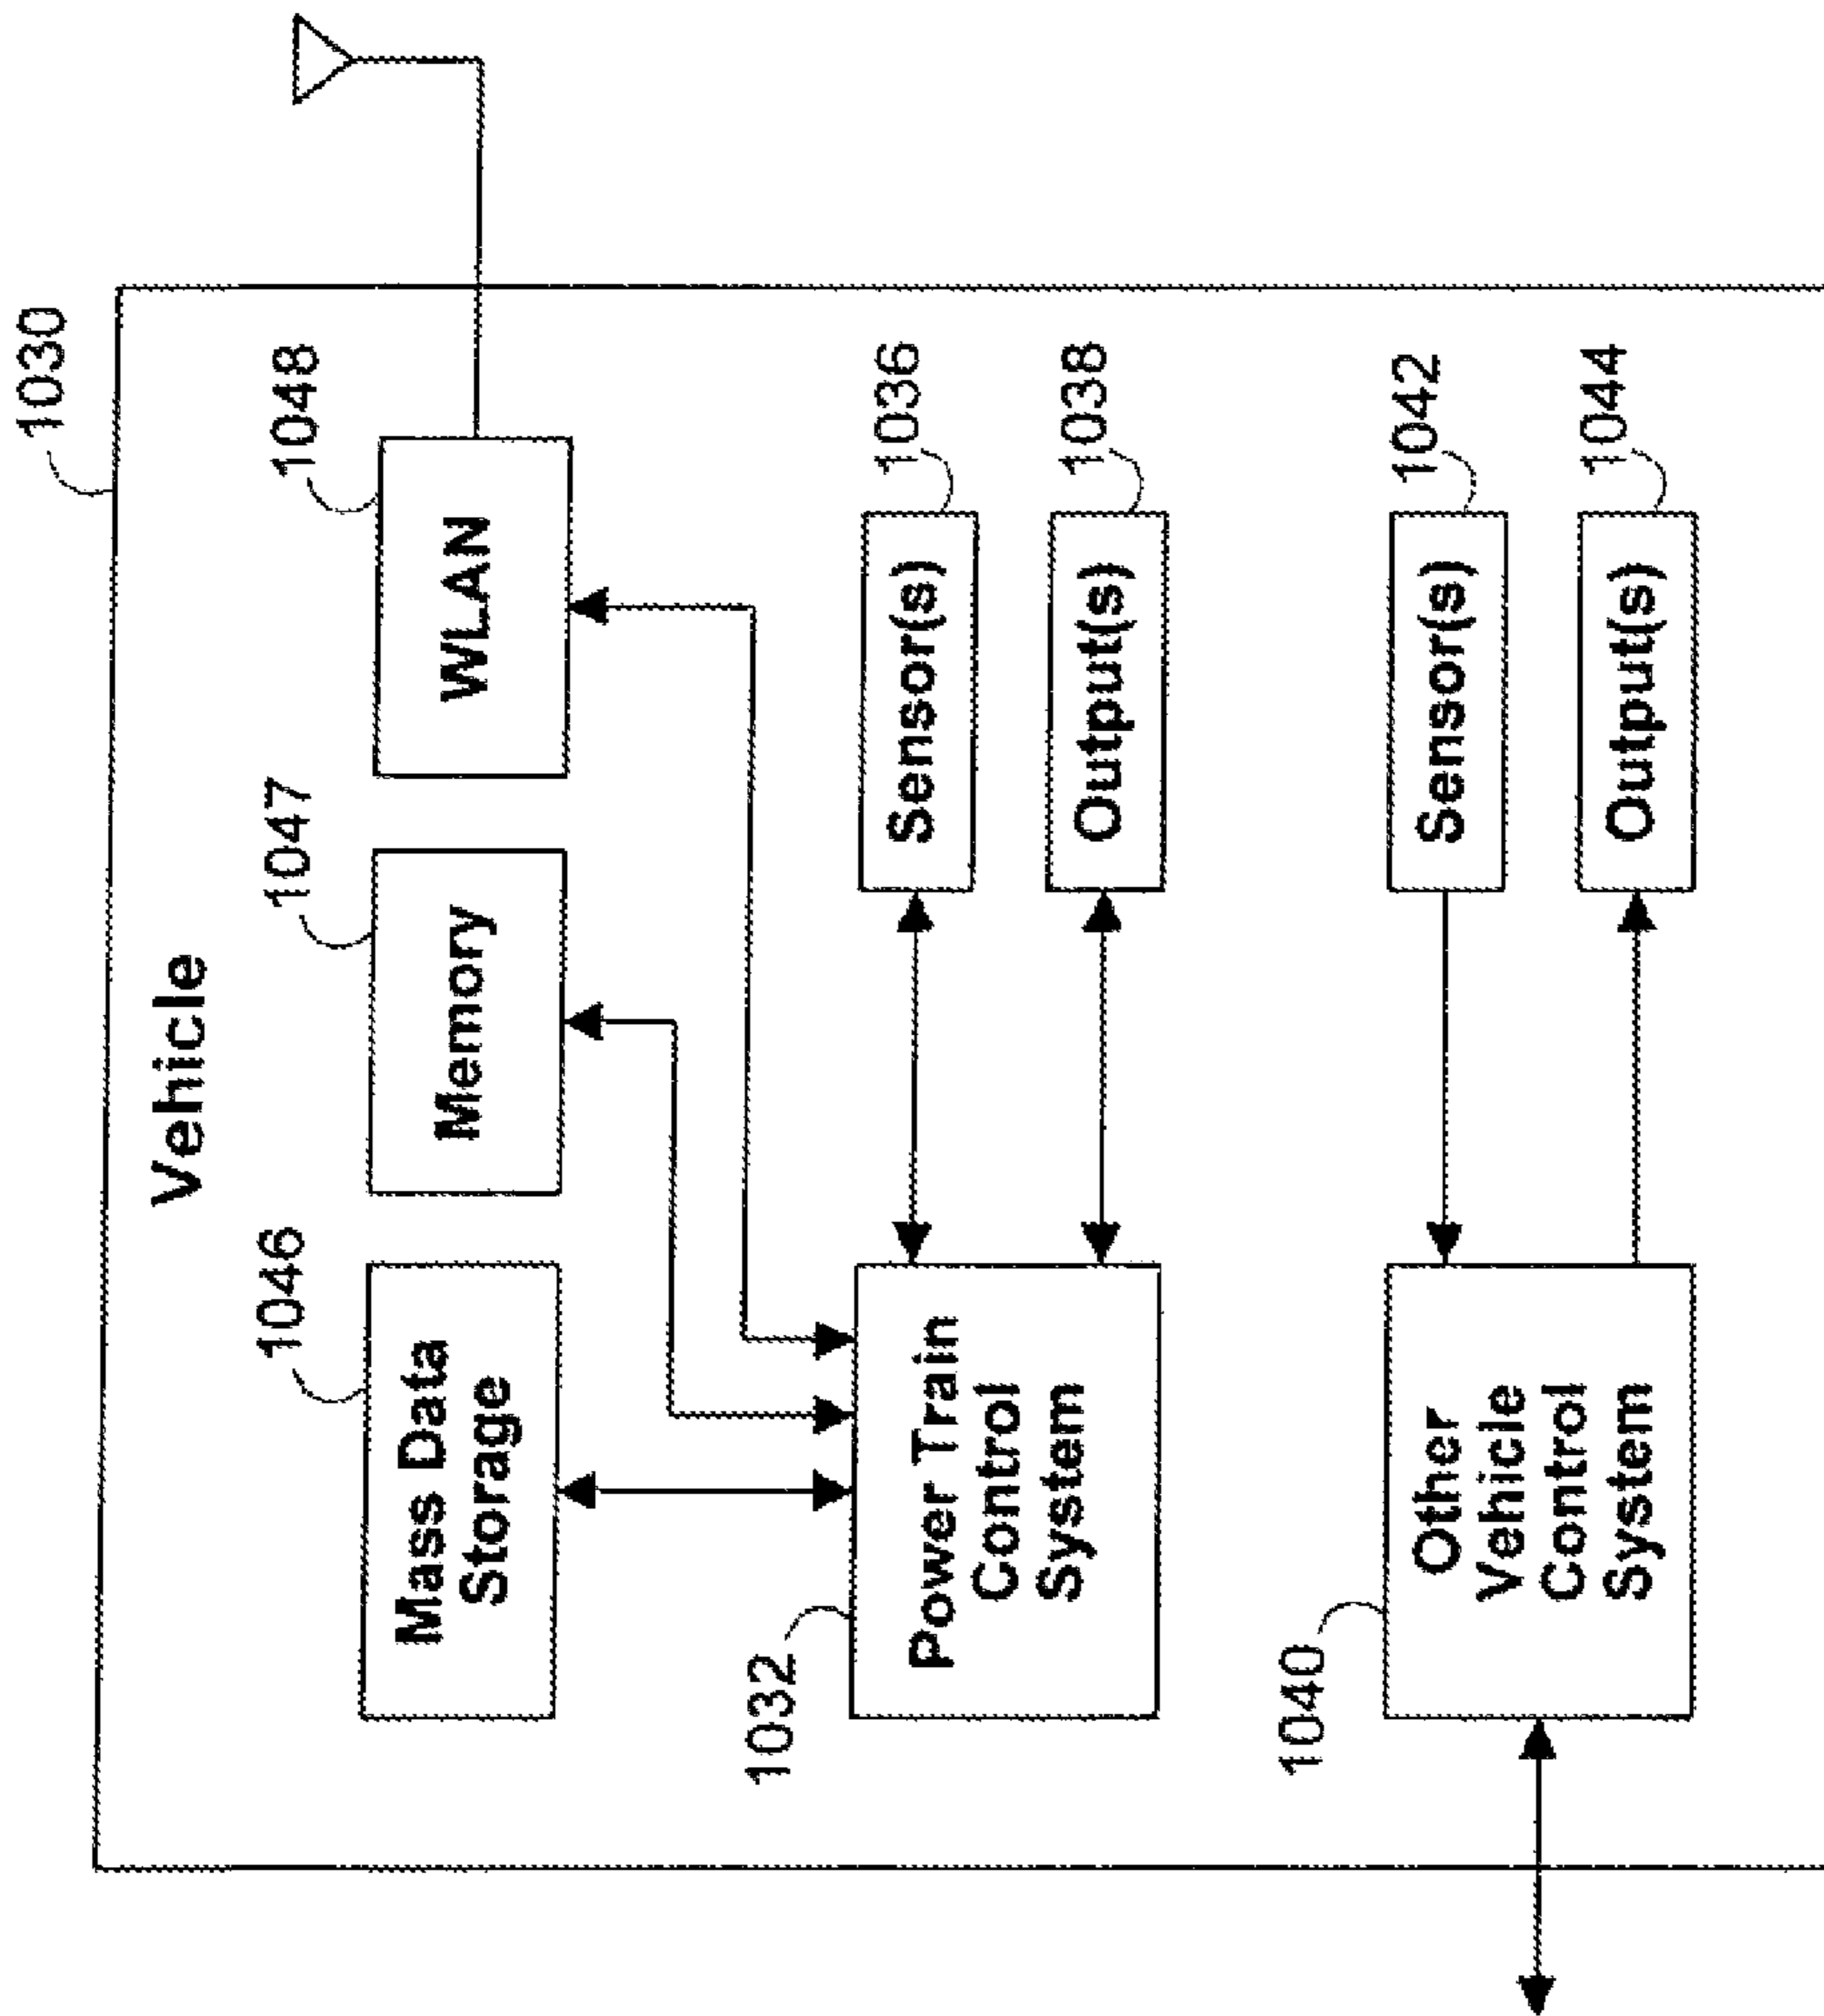 1030
Vehicle
1046
1047
1048
Mass Data
Storage
Memory
WLAN
1032
Power Train
Control
System
Sensor(s)
1036
Output(s)
1038
1040
Other
Vehicle
Control
System
Sensor(s)
1042
Output(s)
1044